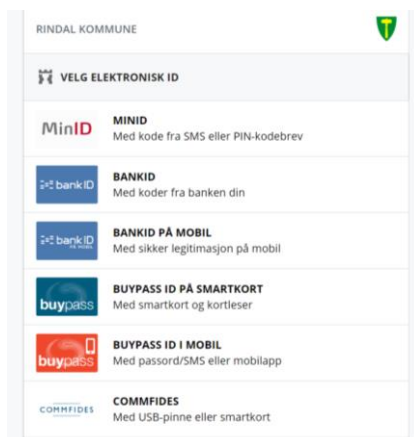 RINDAL KOMMUNE
VELG ELEKTRONISK ID
MinID
MINID
Med kode fra SMS eller PIN-kodebrev
bankID
BANKID
Med koder fra banken din
bankID
PÅ MOBIL
BANKID PÅ MOBIL
Med sikker legitimasjon på mobil
buypass
BUYPASS ID PÅ SMARTKORT
Med smartkort og kortleser
buypass
BUYPASS ID I MOBIL
Med passord/SMS eller mobilapp
COMMFIDES
COMMFIDES
Med USB-pinne eller smartkort